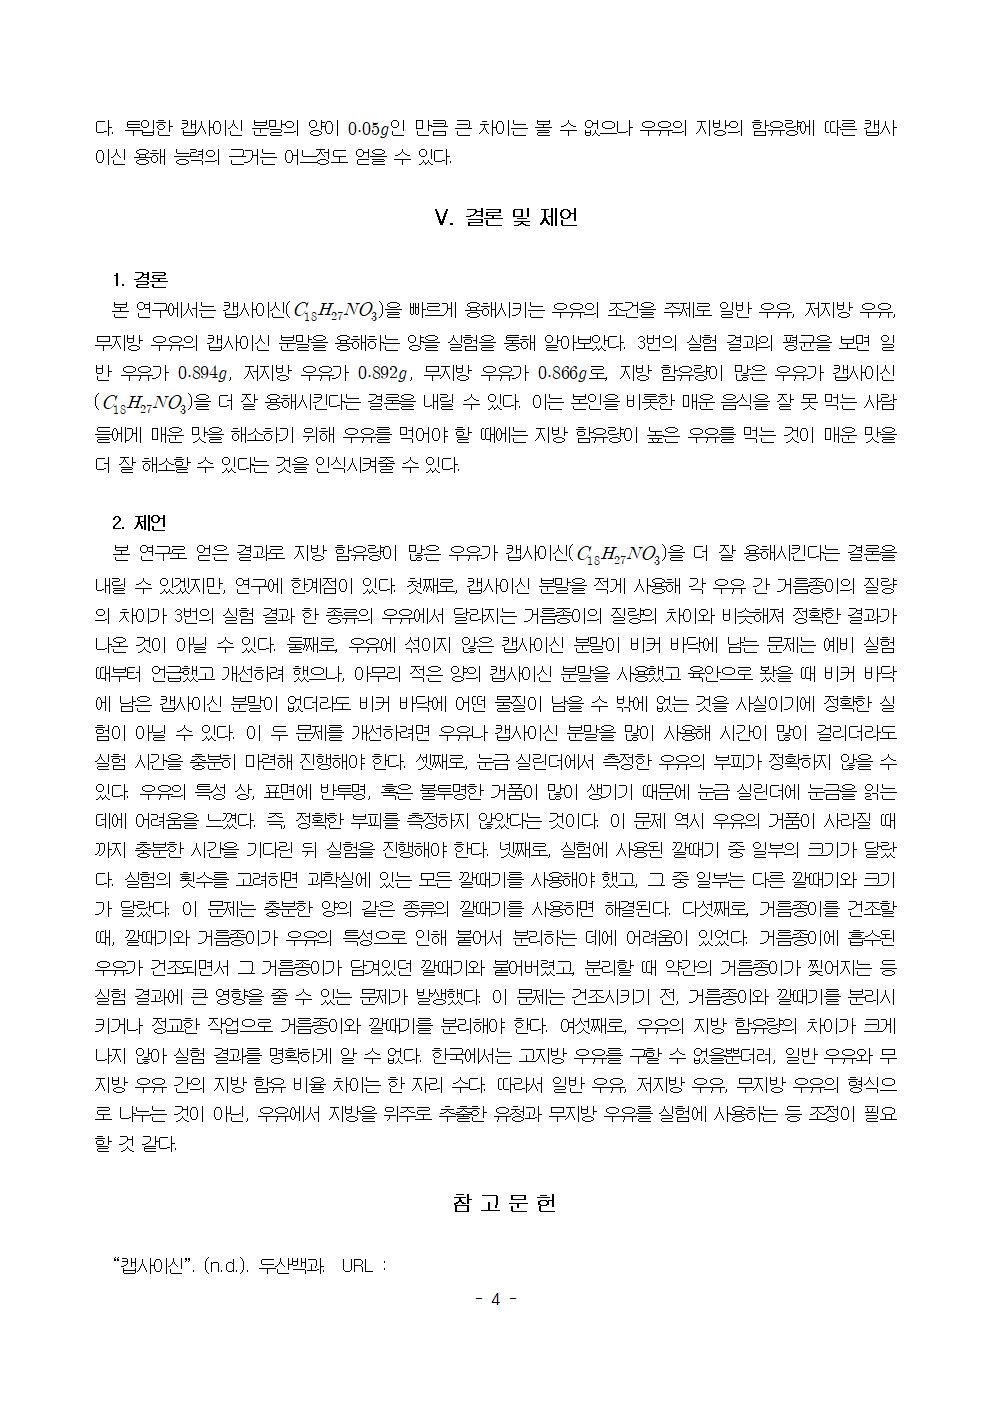 다. 투입한 캡사이신 분말의 양이 0.05g인 만큼 큰 차이는 볼 수 없으나 우유의 지방의 함유량에 따른 캡사
이신 용해 능력의 근거는 어느정도 얻을 수 있다.
V. 결론 및 제언
1. 결론
본 연구에서는 캡사이신(C₁₈H₂₇NO₃)을 빠르게 용해시키는 우유의 조건을 주제로 일반 우유, 저지방 우유,
무지방 우유의 캡사이신 분말을 용해하는 양을 실험을 통해 알아보았다. 3번의 실험 결과의 평균을 보면 일
반 우유가 0.894g, 저지방 우유가 0.892g, 무지방 우유가 0.866g로, 지방 함유량이 많은 우유가 캡사이신
(C₁₈H₂₇NO₃)을 더 잘 용해시킨다는 결론을 내릴 수 있다. 이는 본인을 비롯한 매운 음식을 잘 못 먹는 사람
들에게 매운 맛을 해소하기 위해 우유를 먹어야 할 때에는 지방 함유량이 높은 우유를 먹는 것이 매운 맛을
더 잘 해소할 수 있다는 것을 인식시켜줄 수 있다.
2. 제언
본 연구로 얻은 결과로 지방 함유량이 많은 우유가 캡사이신(C₁₈H₂₇NO₃)을 더 잘 용해시킨다는 결론을
내릴 수 있겠지만, 연구에 한계점이 있다. 첫째로, 캡사이신 분말을 적게 사용해 각 우유 간 거름종이의 질량
의 차이가 3번의 실험 결과 한 종류의 우유에서 달라지는 거름종이의 질량의 차이와 비슷해져 정확한 결과가
나온 것이 아닐 수 있다. 둘째로, 우유에 섞이지 않은 캡사이신 분말이 비커 바닥에 남는 문제는 예비 실험
때부터 언급했고 개선하려 했으나, 아무리 적은 양의 캡사이신 분말을 사용했고 육안으로 봤을 때 비커 바닥
에 남은 캡사이신 분말이 없더라도 비커 바닥에 어떤 물질이 남을 수 밖에 없는 것을 사실이기에 정확한 실
험이 아닐 수 있다. 이 두 문제를 개선하려면 우유나 캡사이신 분말을 많이 사용해 시간이 많이 걸리더라도
실험 시간을 충분히 마련해 진행해야 한다. 셋째로, 눈금 실린더에서 측정한 우유의 부피가 정확하지 않을 수
있다. 우유의 특성 상, 표면에 반투명, 혹은 불투명한 거품이 많이 생기기 때문에 눈금 실린더에 눈금을 읽는
데에 어려움을 느꼈다. 즉, 정확한 부피를 측정하지 않았다는 것이다. 이 문제 역시 우유의 거품이 사라질 때
까지 충분한 시간을 기다린 뒤 실험을 진행해야 한다. 넷째로, 실험에 사용된 깔때기 중 일부의 크기가 달랐
다. 실험의 횟수를 고려하면 과학실에 있는 모든 깔때기를 사용해야 했고, 그 중 일부는 다른 깔때기와 크기
가 달랐다. 이 문제는 충분한 양의 같은 종류의 깔때기를 사용하면 해결된다. 다섯째로, 거름종이를 건조할
때, 깔때기와 거름종이가 우유의 특성으로 인해 붙어서 분리하는 데에 어려움이 있었다. 거름종이에 흡수된
우유가 건조되면서 그 거름종이가 담겨있던 깔때기와 붙어버렸고, 분리할 때 약간의 거름종이가 찢어지는 등
실험 결과에 큰 영향을 줄 수 있는 문제가 발생했다. 이 문제는 건조시키기 전, 거름종이와 깔때기를 분리시
키거나 정교한 작업으로 거름종이와 깔때기를 분리해야 한다. 여섯째로, 우유의 지방 함유량의 차이가 크게
나지 않아 실험 결과를 명확하게 알 수 없다. 한국에서는 고지방 우유를 구할 수 없을뿐더러, 일반 우유와 무
지방 우유 간의 지방 함유 비율 차이는 한 자리 수다. 따라서 일반 우유, 저지방 우유, 무지방 우유의 형식으
로 나누는 것이 아닌, 우유에서 지방을 위주로 추출한 유청과 무지방 우유를 실험에 사용하는 등 조정이 필요
할 것 같다.
참 고 문 헌
“캡사이신”. (n.d.). 두산백과. URL :
- 4 -